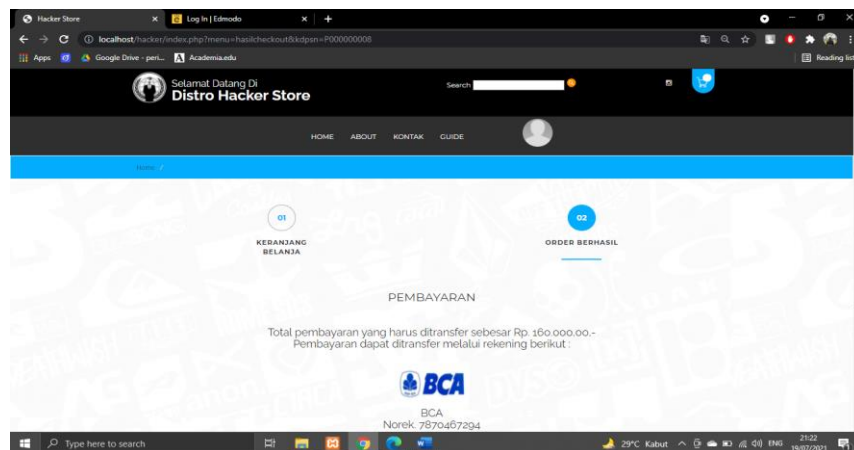 Hacker Store
Log In | Edmodo
localhost/hacker/index.php?menu=hasilcheckout&kdpsn=P000000008
Apps
Google Drive - peri...
Academia.edu
Reading list
Selamat Datang Di
Distro Hacker Store
Search
HOME ABOUT KONTAK GUIDE
Home /
01
KERANJANG
BELANJA
02
ORDER BERHASIL
PEMBAYARAN
Total pembayaran yang harus ditransfer sebesar Rp. 160.000,00,-
Pembayaran dapat ditransfer melalui rekening berikut :
BCA
BCA
Norek. 7870467294
Type here to search
29°C Kabut
ENG
21:22
19/07/2021